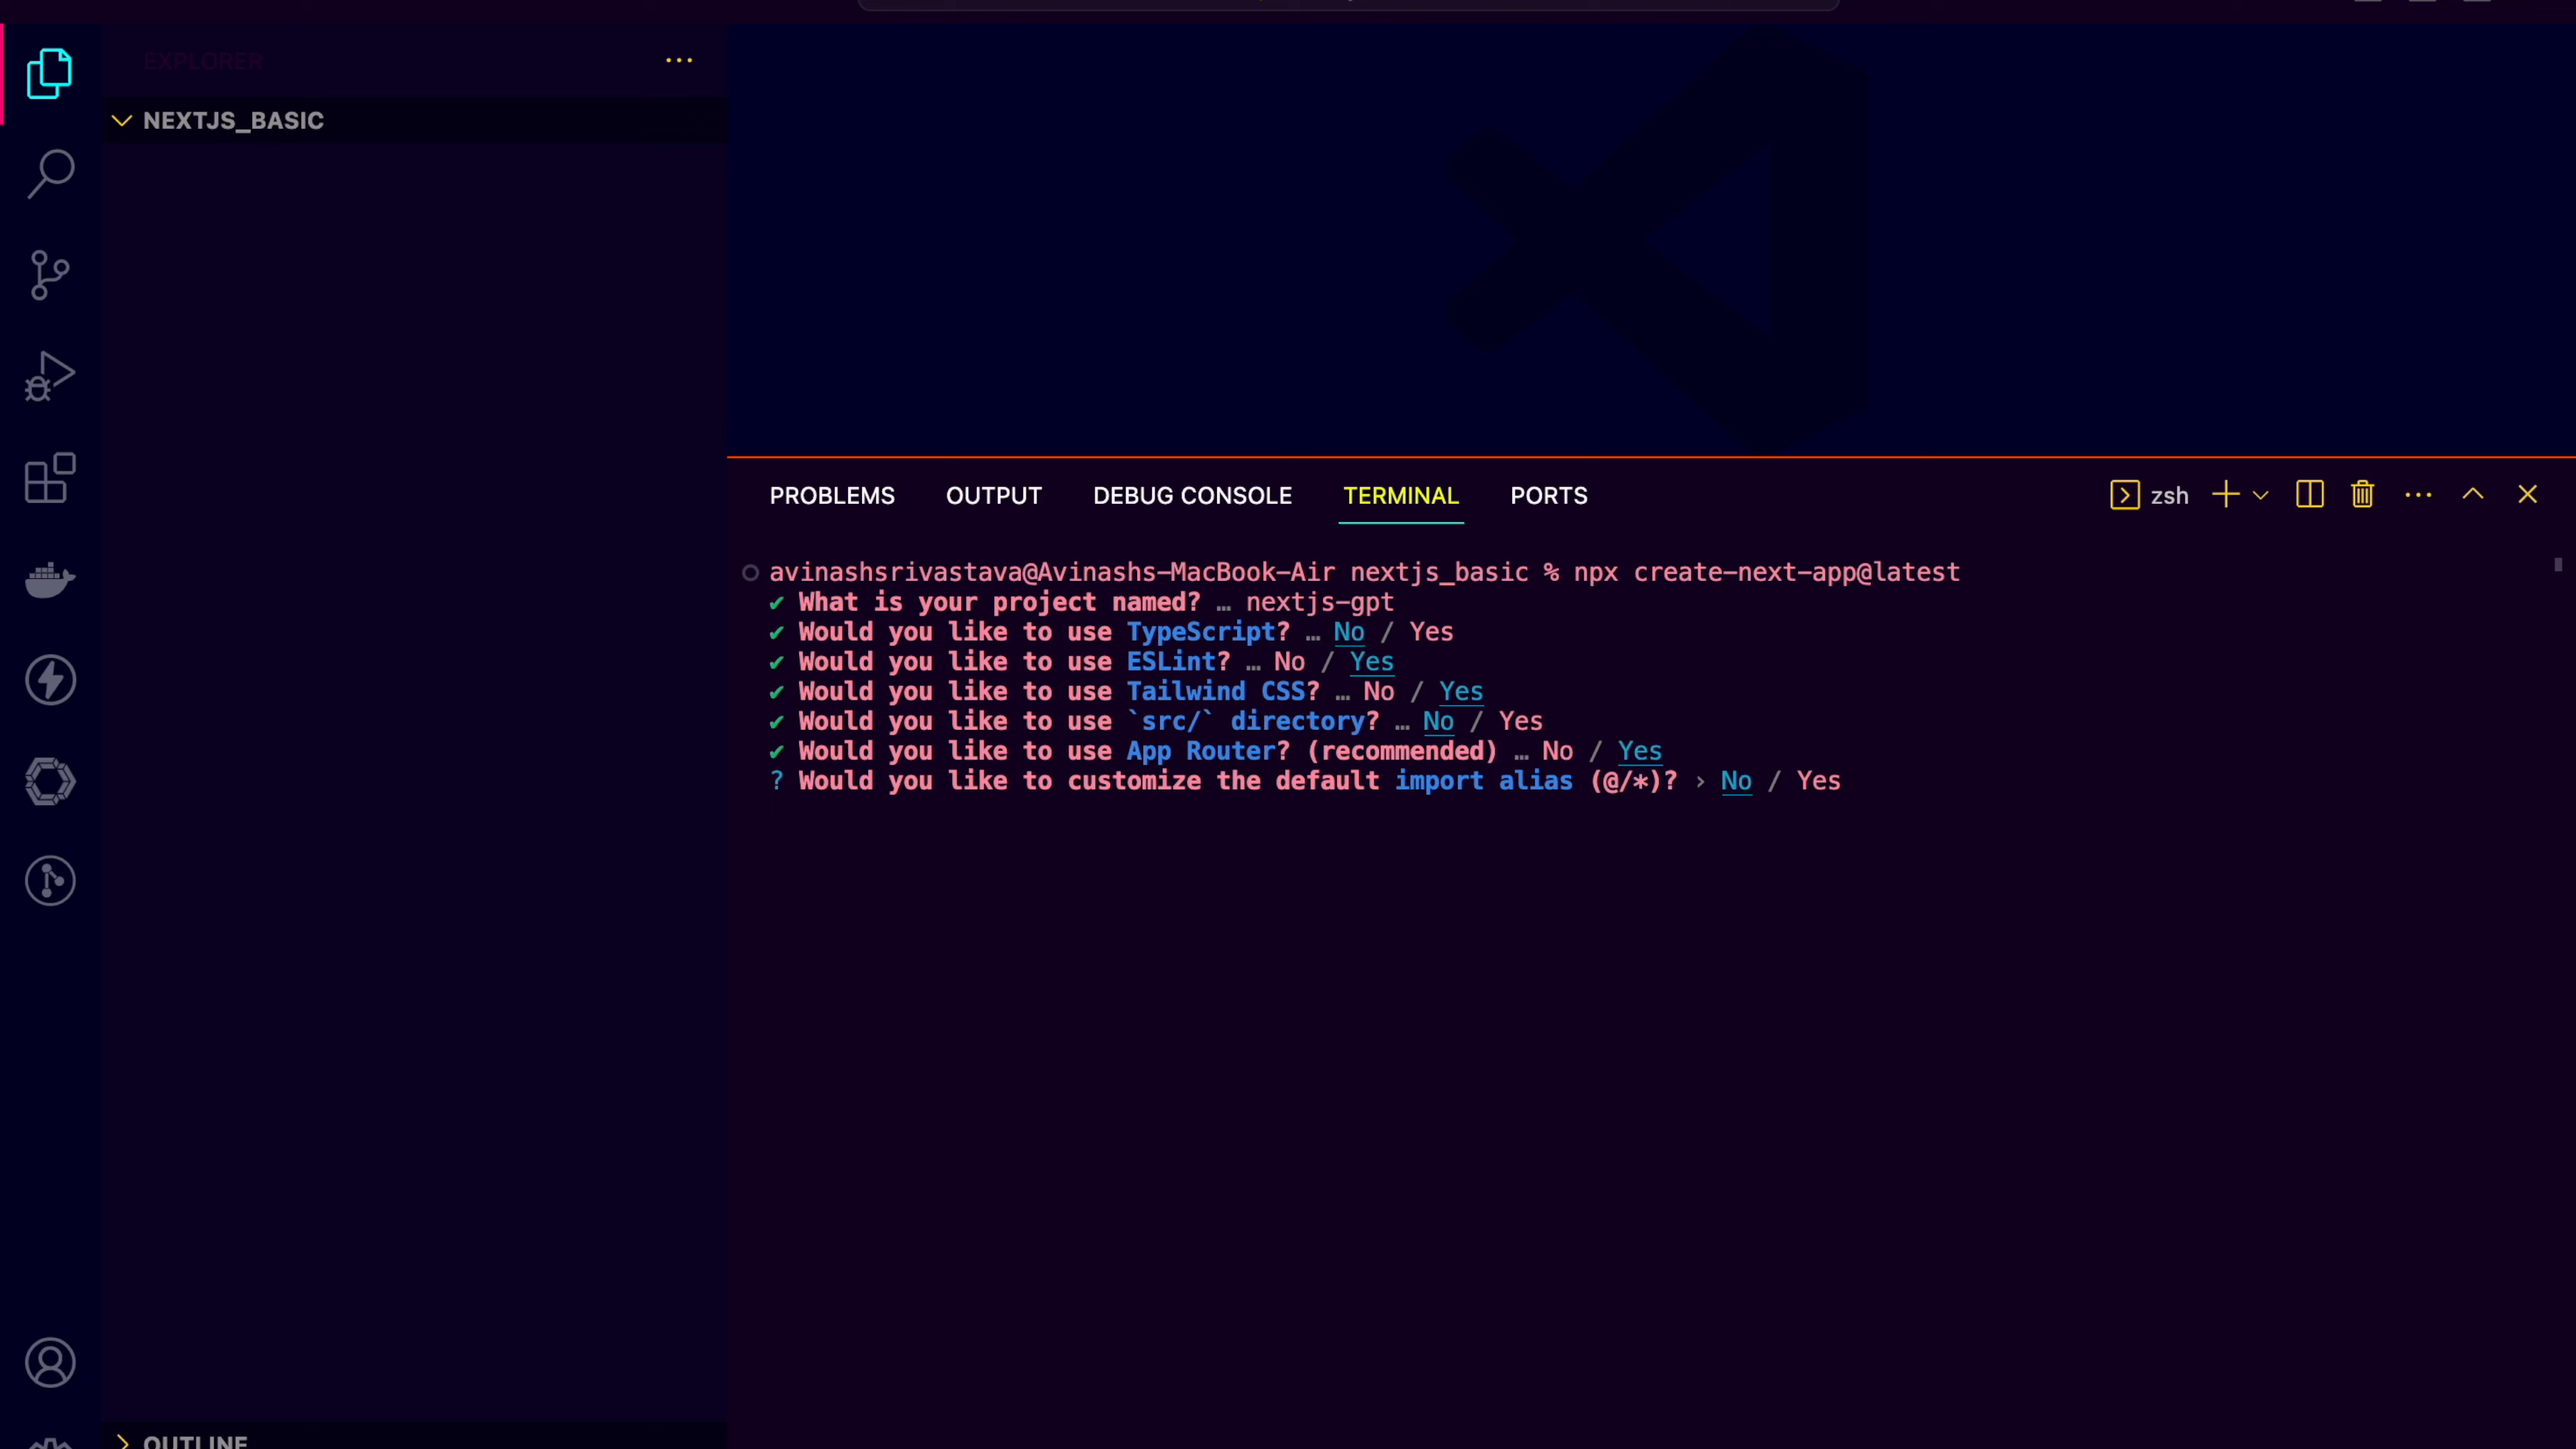 EXPLORER
NEXTJS_BASIC
PROBLEMS OUTPUT DEBUG CONSOLE TERMINAL PORTS
zsh
avinashsrivastava@Avinashs-MacBook-Air nextjs_basic % npx create-next-app@latest
✔ What is your project named? … nextjs-gpt
✔ Would you like to use TypeScript? … No / Yes
✔ Would you like to use ESLint? … No / Yes
✔ Would you like to use Tailwind CSS? … No / Yes
✔ Would you like to use `src/` directory? … No / Yes
✔ Would you like to use App Router? (recommended) … No / Yes
? Would you like to customize the default import alias (@/*)? › No / Yes
OUTLINE